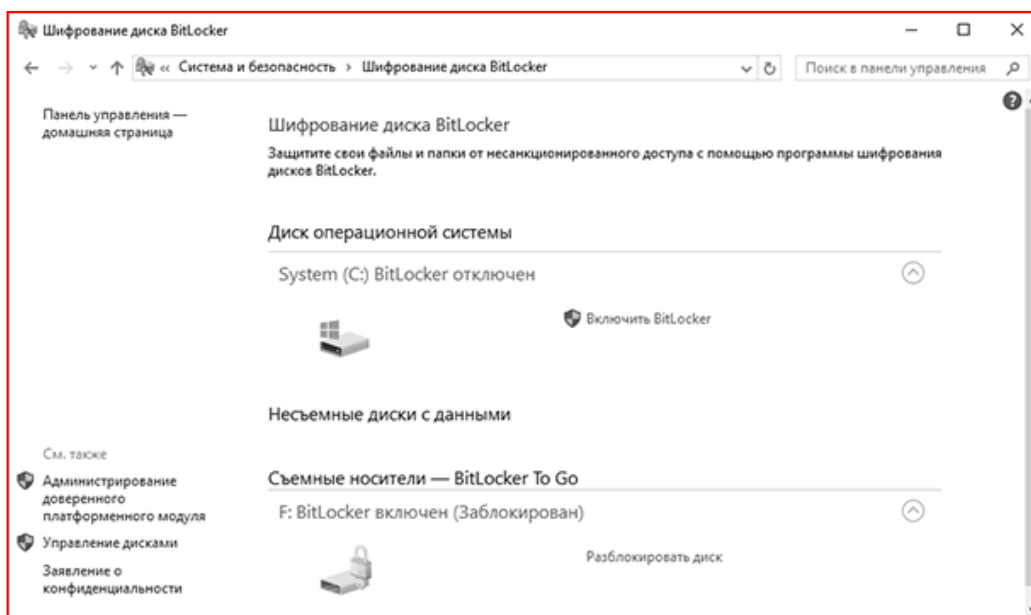 Шифрование диска BitLocker
« Система и безопасность › Шифрование диска BitLocker
Поиск в панели управления
Панель управления —
домашняя страница
Шифрование диска BitLocker
Защитите свои файлы и папки от несанкционированного доступа с помощью программы шифрования
дисков BitLocker.
Диск операционной системы
System (C:) BitLocker отключен
Включить BitLocker
Несъемные диски с данными
Съемные носители — BitLocker To Go
F: BitLocker включен (Заблокирован)
Разблокировать диск
См. также
Администрирование
доверенного
платформенного модуля
Управление дисками
Заявление о
конфиденциальности